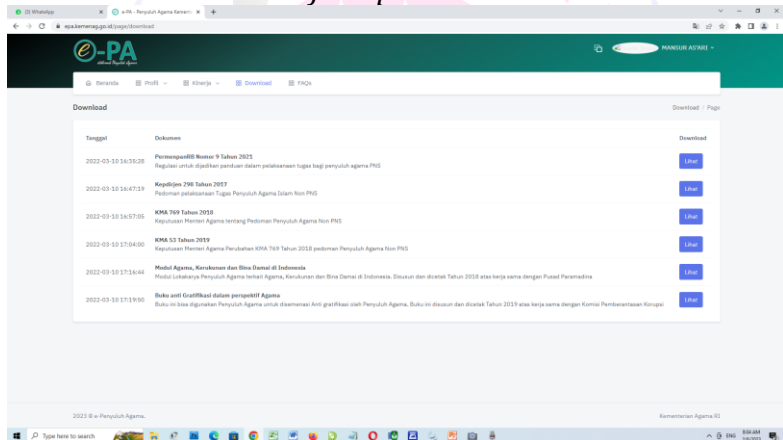 (1) WhatsApp
e-PA - Penyuluh Agama Kemen
epa.kemenag.go.id/page/download
e-PA
MANSUR ASYARI
Beranda Profil Kinerja Download FAQs
Download
Download / Page
Tanggal Dokumen Download
2022-03-10 16:35:28 PermenpanRB Nomor 9 Tahun 2021 Lihat
Regulasi untuk dijadikan panduan dalam pelaksanaan tugas bagi penyuluh agama PNS
2022-03-10 16:47:19 Kepdirjen 298 Tahun 2017 Lihat
Pedoman pelaksanaan Tugas Penyuluh Agama Islam Non PNS
2022-03-10 16:57:05 KMA 769 Tahun 2018 Lihat
Keputusan Menteri Agama tentang Pedoman Penyuluh Agama Non PNS
2022-03-10 17:04:00 KMA 53 Tahun 2019 Lihat
Keputusan Menteri Agama Perubahan KMA 769 Tahun 2018 pedoman Penyuluh Agama Non PNS
2022-03-10 17:16:44 Modul Agama, Kerukunan dan Bina Damai di Indonesia Lihat
Modul Lokakarya Penyuluh Agama terkait Agama, Kerukunan dan Bina Damai di Indonesia. Disusun dan dicetak Tahun 2018 atas kerja sama dengan Pusad Paramadina
2022-03-10 17:19:50 Buku anti Gratifikasi dalam perspektif Agama Lihat
Buku ini bisa digunakan Penyuluh Agama untuk disemenasi Anti gratifikasi oleh Penyuluh Agama. Buku ini disusun dan dicetak Tahun 2019 atas kerja sama dengan Komisi Pemberantasan Korupsi
2023 © e-Penyuluh Agama.
Kementerian Agama RI
Type here to search
ENG